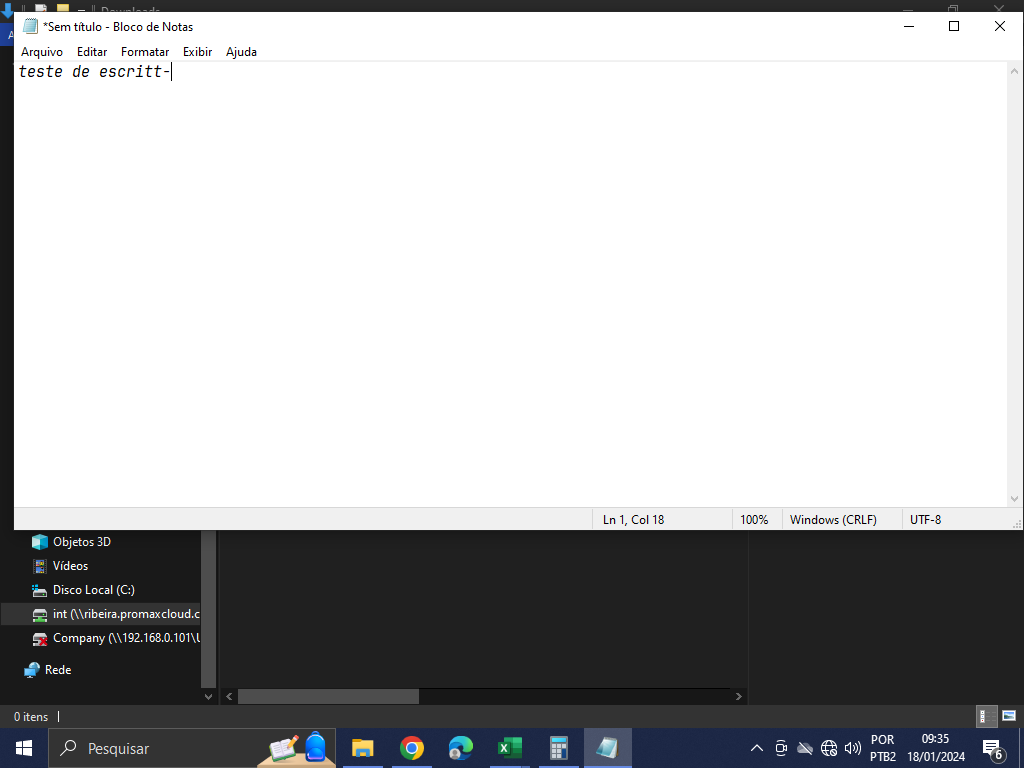 Downloads
*Sem título - Bloco de Notas
Arquivo Editar Formatar Exibir Ajuda
teste de escritt-
Ln 1, Col 18 100% Windows (CRLF) UTF-8
Objetos 3D
Vídeos
Disco Local (C:)
int (\\ribeira.promaxcloud.c
Company (\\192.168.0.101\U
Rede
0 itens
Pesquisar
POR
PTB2
09:35
18/01/2024
6